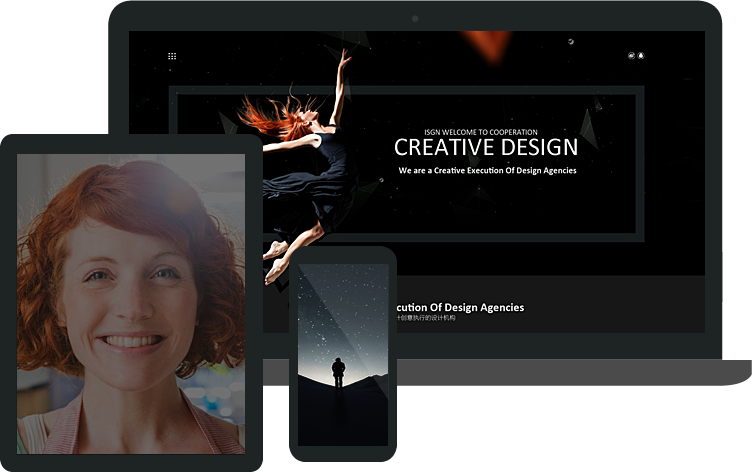 ISGN WELCOME TO COOPERATION
CREATIVE DESIGN
We are a Creative Execution Of Design Agencies
cution Of Design Agencies
计创意执行的设计机构